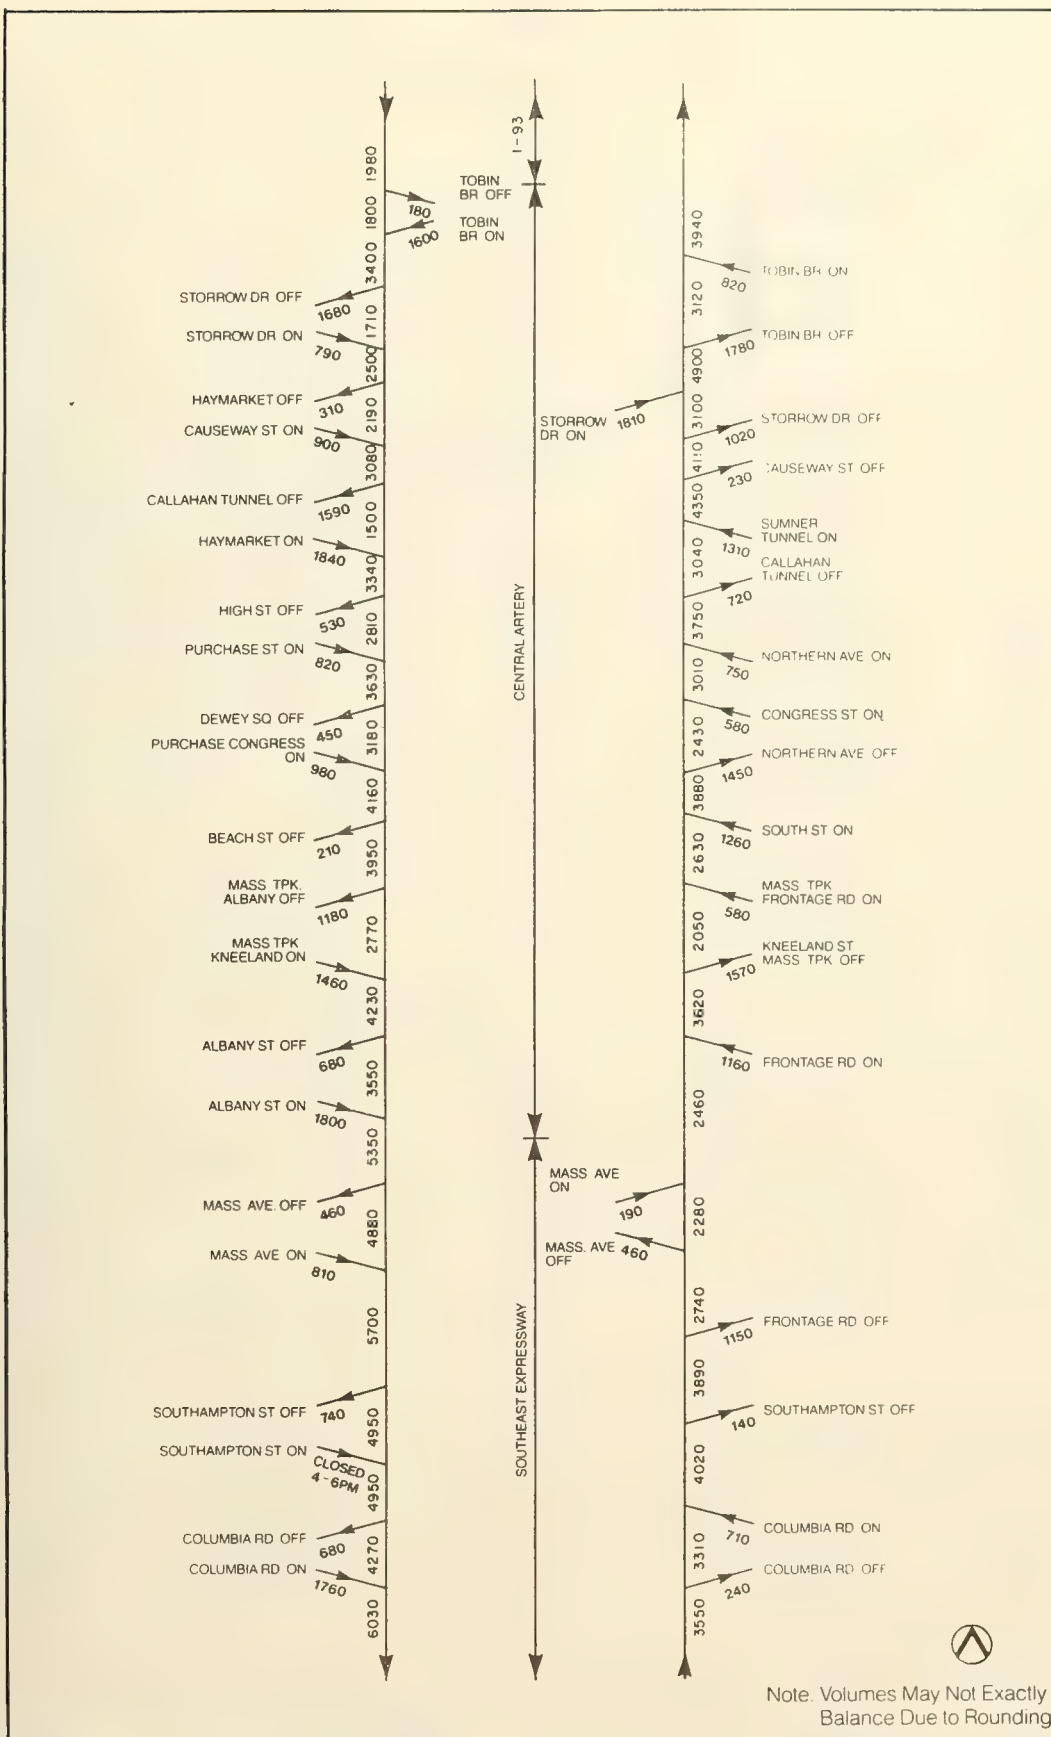 1980
TOBIN
BR OFF
180
1800
TOBIN
BR ON
1600
3400
STORROW DR OFF
1680
1710
STORROW DR ON
790
2500
HAYMARKET OFF
310
2190
CAUSEWAY ST ON
900
3080
CALLAHAN TUNNEL OFF
1590
1500
HAYMARKET ON
1840
3340
HIGH ST OFF
530
2810
PURCHASE ST ON
820
3630
DEWEY SQ OFF
450
3180
PURCHASE CONGRESS
ON
980
4160
BEACH ST OFF
210
3950
MASS TPK.
ALBANY OFF
1180
2770
MASS TPK
KNEELAND ON
1460
4230
ALBANY ST OFF
680
3550
ALBANY ST ON
1800
5350
MASS AVE. OFF
460
4880
MASS AVE ON
810
5700
SOUTHAMPTON ST OFF
740
4950
SOUTHAMPTON ST ON
CLOSED
4-6PM
4950
COLUMBIA RD OFF
680
4270
COLUMBIA RD ON
1760
6030
I-93
CENTRAL ARTERY
SOUTHEAST EXPRESSWAY
3940
TOBIN BR ON
820
3120
TOBIN BR OFF
1780
4900
STORROW
DR ON
1810
3100
STORROW DR OFF
1020
4110
CAUSEWAY ST OFF
230
4350
SUMNER
TUNNEL ON
1310
3040
CALLAHAN
TUNNEL OFF
720
3750
NORTHERN AVE ON
750
3010
CONGRESS ST ON
580
2430
NORTHERN AVE OFF
1450
3880
SOUTH ST ON
1260
2630
MASS TPK
FRONTAGE RD ON
580
2050
KNEELAND ST
MASS TPK OFF
1570
3620
FRONTAGE RD ON
1160
2460
MASS AVE
ON
190
2280
MASS. AVE
OFF
460
2740
FRONTAGE RD OFF
1150
3890
SOUTHAMPTON ST OFF
140
4020
COLUMBIA RD ON
710
3310
COLUMBIA RD OFF
240
3550
Note. Volumes May Not Exactly
Balance Due to Rounding